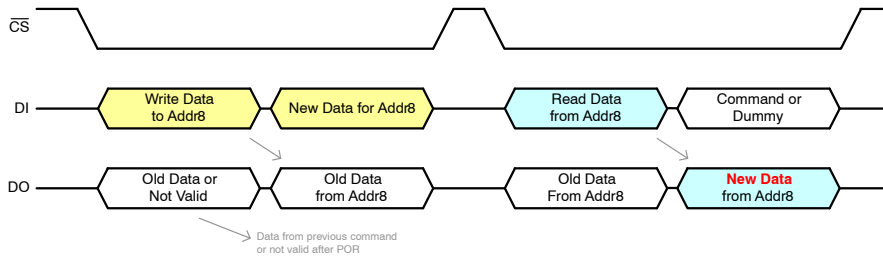 CS
DI
Write Data
to Addr8
New Data for Addr8
Read Data
from Addr8
Command or
Dummy
DO
Old Data or
Not Valid
Old Data
from Addr8
Old Data
From Addr8
New Data
from Addr8
Data from previous command
or not valid after POR